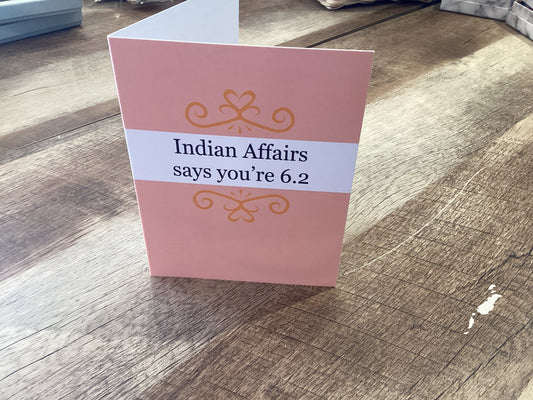 Indian Affairs
says you're 6.2